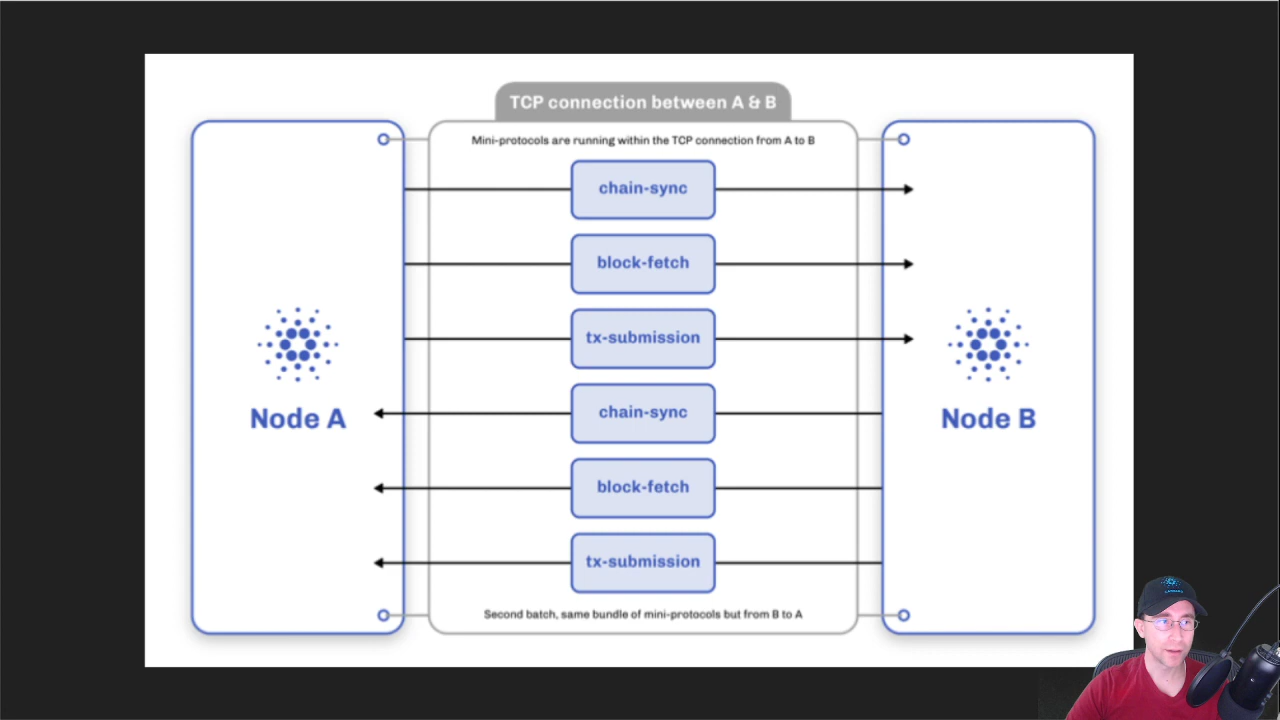 TCP connection between A & B
Mini-protocols are running within the TCP connection from A to B
chain-sync
block-fetch
tx-submission
chain-sync
block-fetch
tx-submission
Node A
Node B
Second batch, same bundle of mini-protocols but from B to A